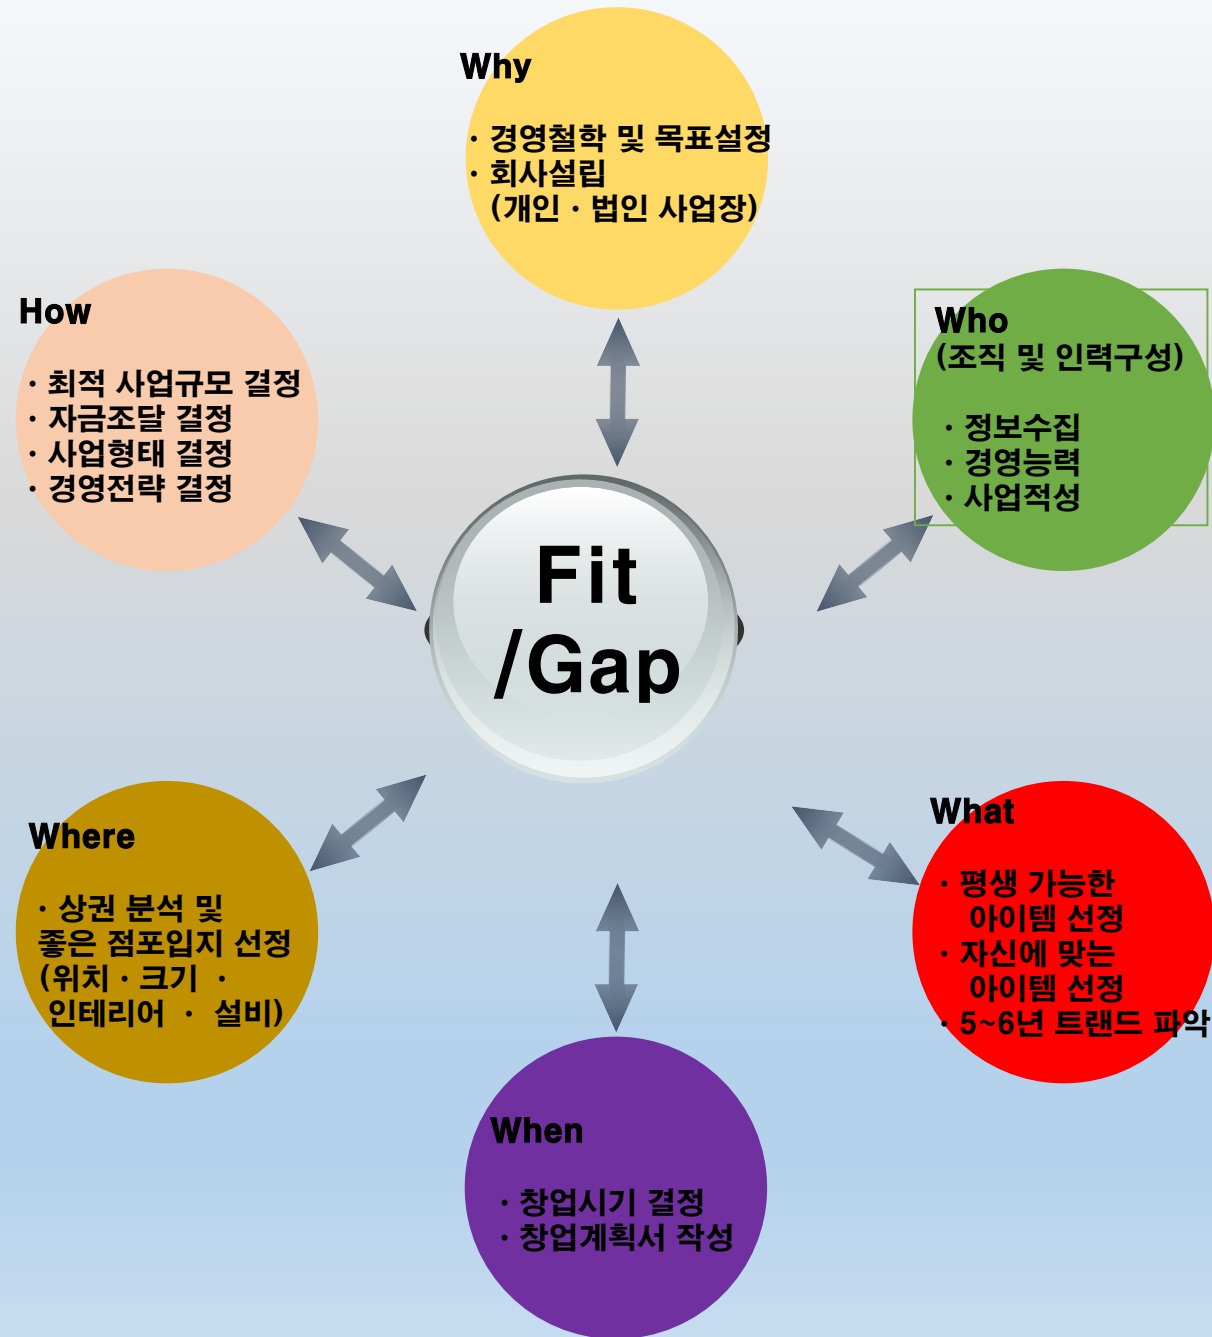 Why
· 경영철학 및 목표설정
· 회사설립
(개인 · 법인 사업장)
How
· 최적 사업규모 결정
· 자금조달 결정
· 사업형태 결정
· 경영전략 결정
Who
(조직 및 인력구성)
· 정보수집
· 경영능력
· 사업적성
Fit
/Gap
Where
· 상권 분석 및
좋은 점포입지 선정
(위치 · 크기 ·
인테리어 · 설비)
What
· 평생 가능한
아이템 선정
· 자신에 맞는
아이템 선정
· 5~6년 트랜드 파악
When
· 창업시기 결정
· 창업계획서 작성